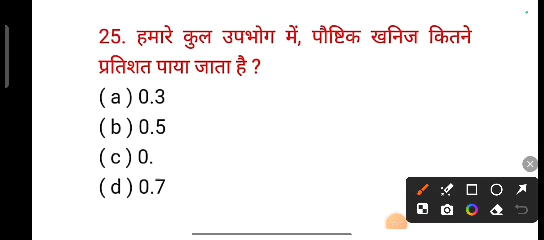 25. हमारे कुल उपभोग में, पौष्टिक खनिज कितने
प्रतिशत पाया जाता है ?
( a ) 0.3
( b ) 0.5
( c ) 0.
( d ) 0.7